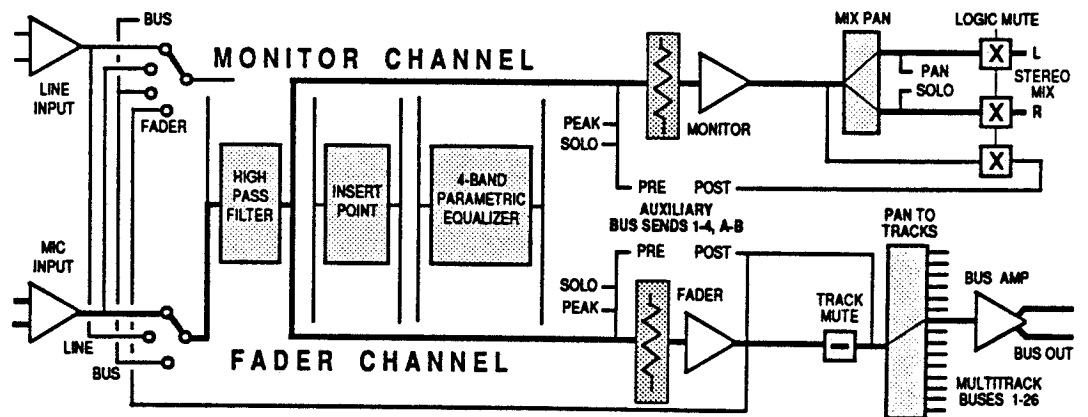 BUS
MIX PAN
LOGIC MUTE
MONITOR CHANNEL
X
L
LINE
INPUT
PAN
SOLO
STEREO
MIX
FADER
PEAK
SOLO
MONITOR
X
R
X
HIGH
PASS
FILTER
INSERT
POINT
4-BAND
PARAMETRIC
EQUALIZER
PRE
POST
AUXILIARY
BUS SENDS 1-4, A-B
PAN TO
TRACKS
MIC
INPUT
PRE
POST
SOLO
PEAK
FADER
TRACK
MUTE
BUS AMP
LINE
BUS
FADER CHANNEL
BUS OUT
MULTITRACK
BUSES 1-26